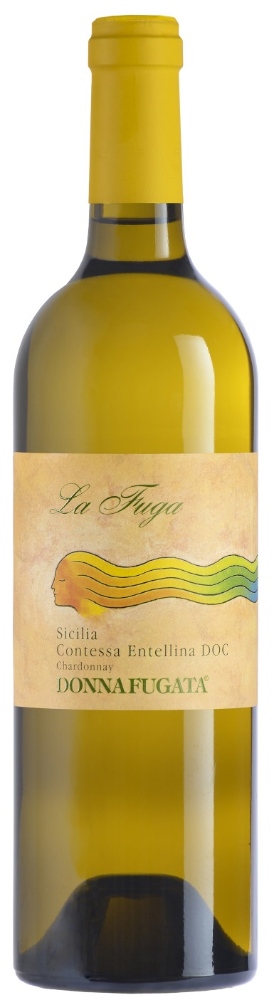 La Fuga
Sicilia
Contessa Entellina DOC
Chardonnay
DONNAFUGATA®